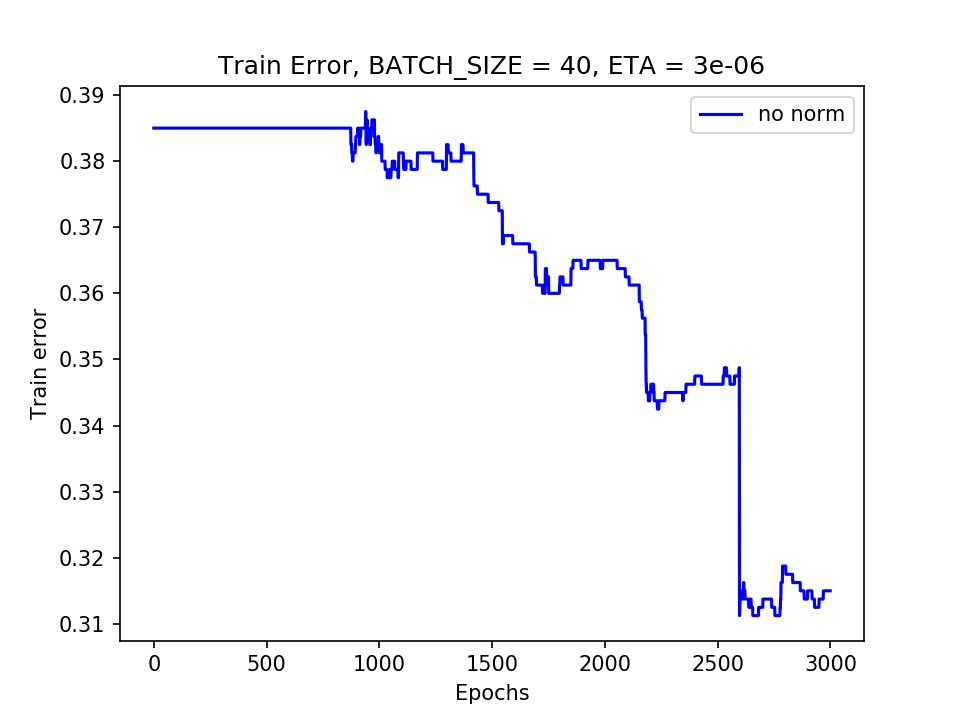 Train Error, BATCH_SIZE = 40, ETA = 3e-06
no norm
0.39
0.38
0.37
0.36
0.35
0.34
0.33
0.32
0.31
Train error
0 500 1000 1500 2000 2500 3000
Epochs